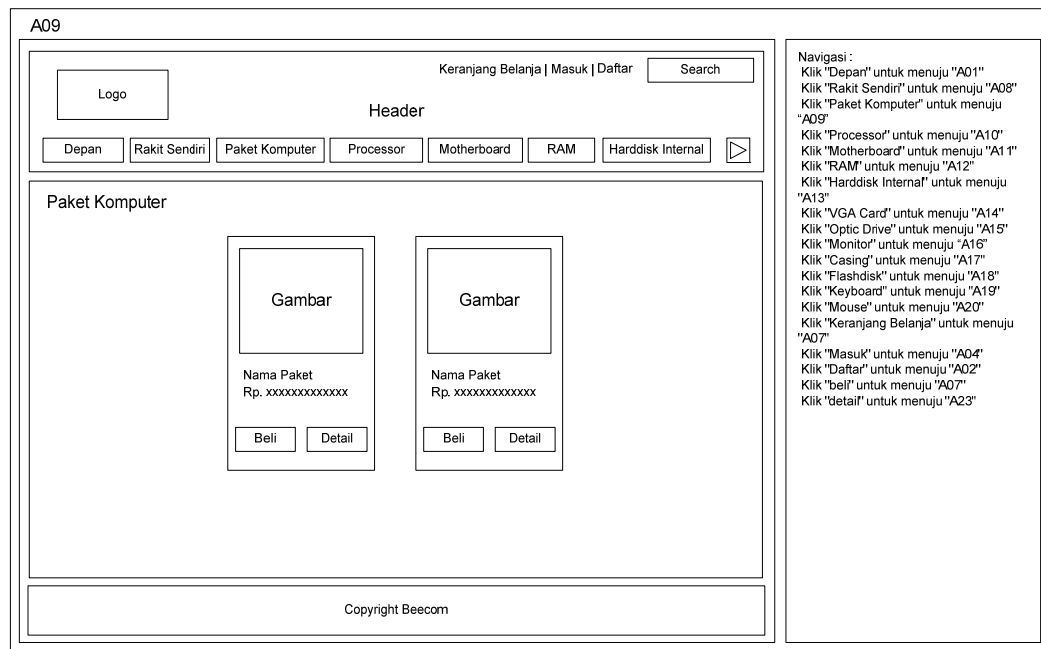 A09
Keranjang Belanja | Masuk | Daftar
Search
Logo
Header
Depan
Rakit Sendiri
Paket Komputer
Processor
Motherboard
RAM
Harddisk Internal
Paket Komputer
Gambar
Nama Paket
Rp. xxxxxxxxxxxxx
Beli
Detail
Gambar
Nama Paket
Rp. xxxxxxxxxxxxx
Beli
Detail
Copyright Beecom
Navigasi :
Klik "Depan" untuk menuju "A01"
Klik "Rakit Sendiri" untuk menuju "A08"
Klik "Paket Komputer" untuk menuju
“A09”
Klik "Processor" untuk menuju "A10"
Klik "Motherboard" untuk menuju "A11"
Klik "RAM" untuk menuju "A12"
Klik "Harddisk Internal" untuk menuju
"A13"
Klik "VGA Card" untuk menuju "A14"
Klik "Optic Drive" untuk menuju "A15"
Klik "Monitor" untuk menuju “A16”
Klik "Casing" untuk menuju "A17"
Klik "Flashdisk" untuk menuju "A18"
Klik "Keyboard" untuk menuju "A19"
Klik "Mouse" untuk menuju "A20"
Klik "Keranjang Belanja" untuk menuju
"A07"
Klik "Masuk" untuk menuju "A04"
Klik "Daftar" untuk menuju "A02"
Klik "beli" untuk menuju "A07"
Klik "detail" untuk menuju "A23"